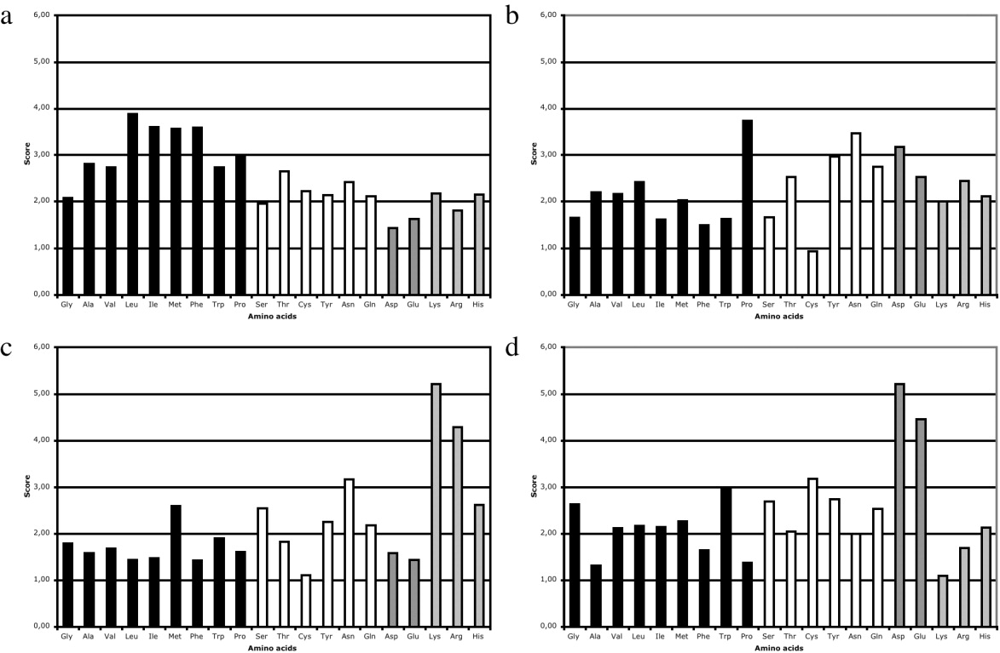 a
6,00
5,00
4,00
3,00
2,00
1,00
0,00
Score
Gly Ala Val Leu Ile Met Phe Trp Pro Ser Thr Cys Tyr Asn Gln Asp Glu Lys Arg His
Amino acids
b
6,00
5,00
4,00
3,00
2,00
1,00
0,00
Score
Gly Ala Val Leu Ile Met Phe Trp Pro Ser Thr Cys Tyr Asn Gln Asp Glu Lys Arg His
Amino acids
c
6,00
5,00
4,00
3,00
2,00
1,00
0,00
Score
Gly Ala Val Leu Ile Met Phe Trp Pro Ser Thr Cys Tyr Asn Gln Asp Glu Lys Arg His
Amino acids
d
6,00
5,00
4,00
3,00
2,00
1,00
0,00
Score
Gly Ala Val Leu Ile Met Phe Trp Pro Ser Thr Cys Tyr Asn Gln Asp Glu Lys Arg His
Amino acids